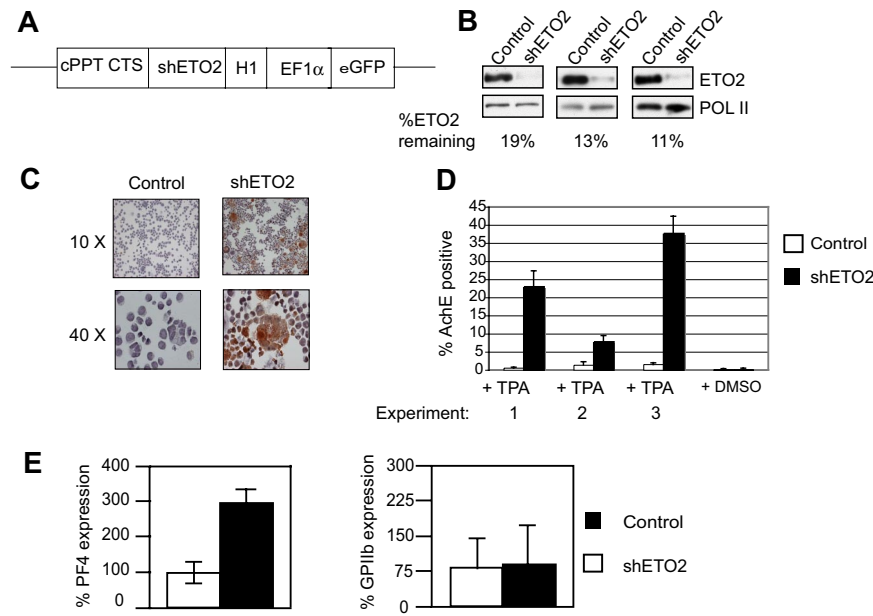 A
cPPT CTS shETO2 H1 EF1α eGFP
B
Control shETO2 Control shETO2 Control shETO2
ETO2
POL II
%ETO2
remaining 19% 13% 11%
C
Control shETO2
10 X
40 X
D
% AchE positive
45
40
35
30
25
20
15
10
5
0
+ TPA + TPA + TPA + DMSO
Experiment: 1 2 3
Control
shETO2
E
% PF4 expression
400
300
200
100
0
% GPIIb expression
300
225
150
75
0
Control
shETO2